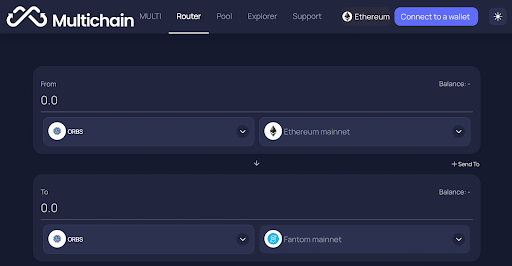 Multichain MULTI Router Pool Explorer Support Ethereum Connect to a wallet
From Balance: -
0.0
ORBS Ethereum mainnet
Send To
To Balance: -
0.0
ORBS Fantom mainnet